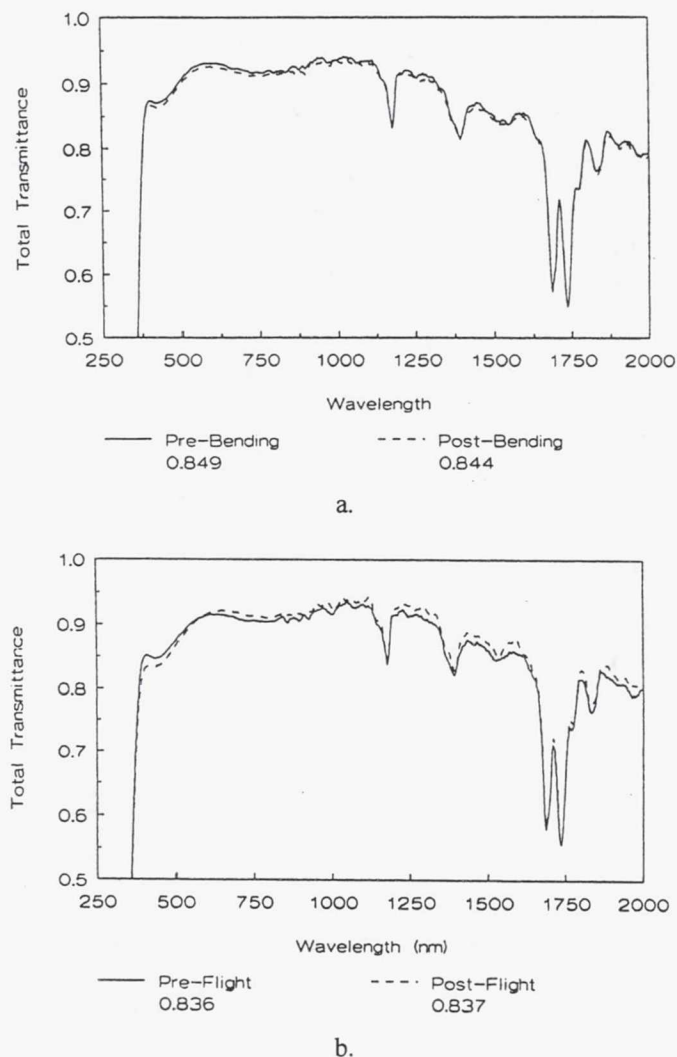 1.0
0.9
0.8
0.7
0.6
0.5
Total Transmittance
250 500 750 1000 1250 1500 1750 2000
Wavelength
Pre-Bending Post-Bending
0.849 0.844
a.
1.0
0.9
0.8
0.7
0.6
0.5
Total Transmittance
250 500 750 1000 1250 1500 1750 2000
Wavelength (nm)
Pre-Flight Post-Flight
0.836 0.837
b.